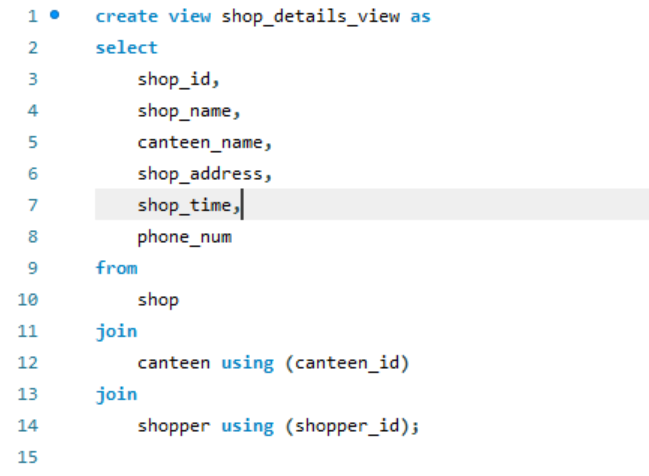 1 create view shop_details_view as
2 select
3 shop_id,
4 shop_name,
5 canteen_name,
6 shop_address,
7 shop_time,
8 phone_num
9 from
10 shop
11 join
12 canteen using (canteen_id)
13 join
14 shopper using (shopper_id);
15